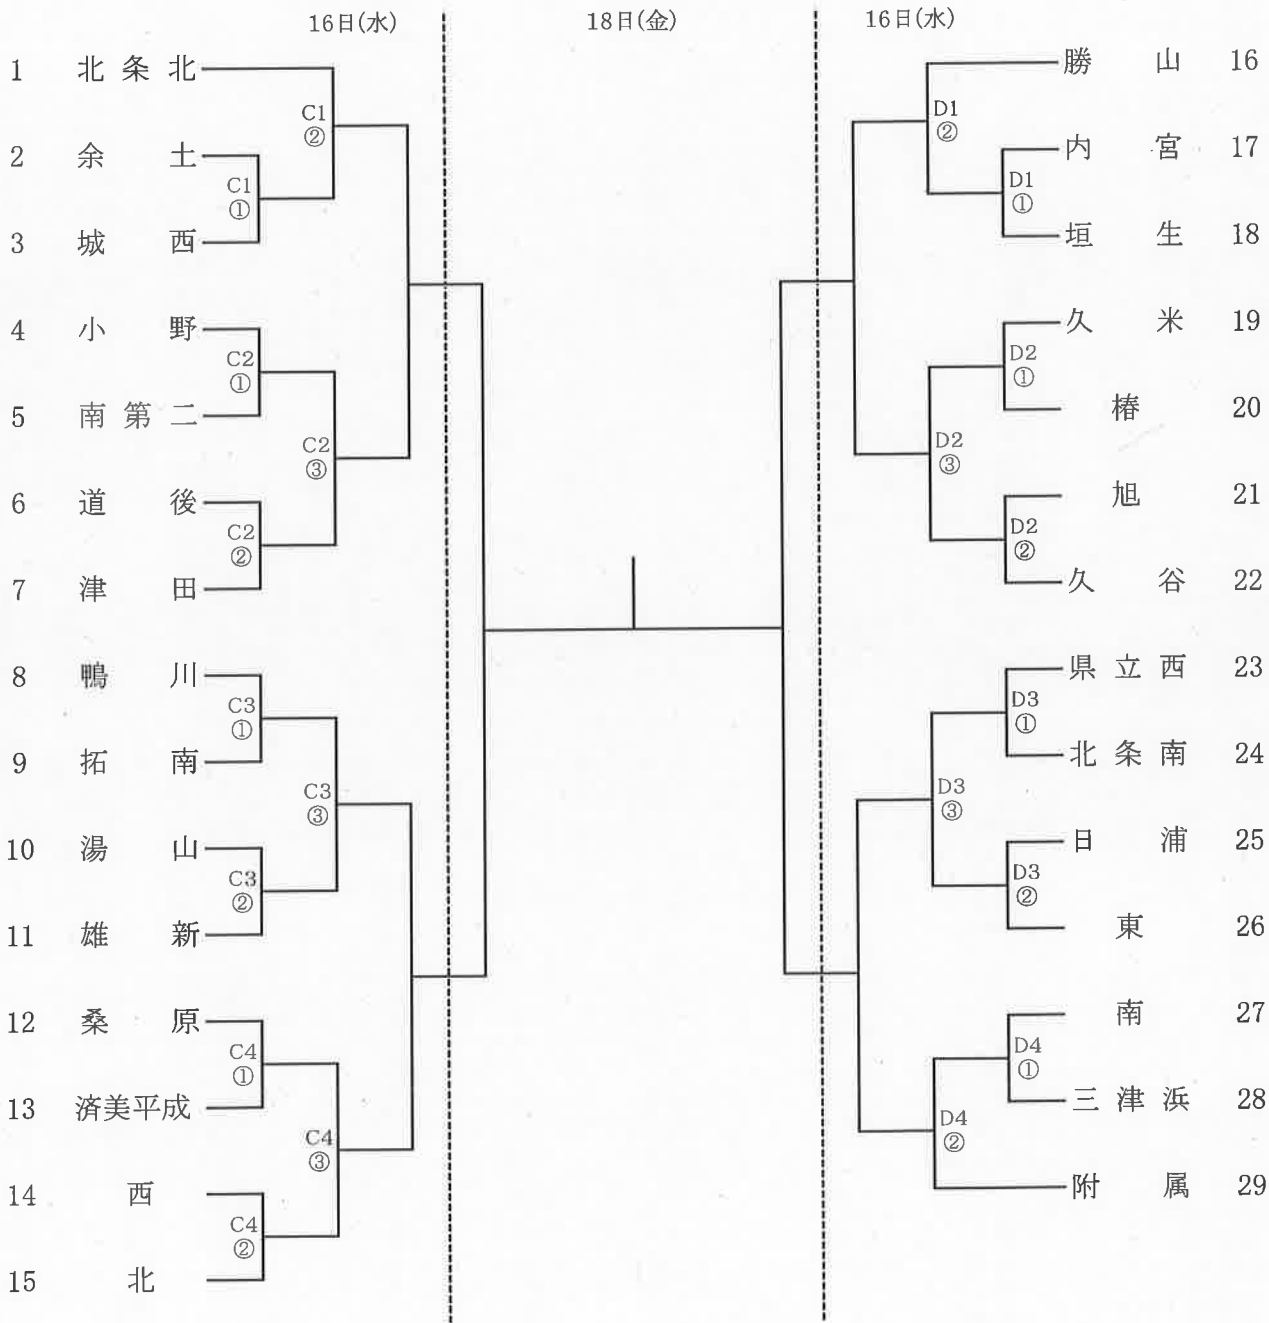 16日(水) 18日(金) 16日(水)
1 北条北
C1
②
2 余土
C1
①
3 城西
4 小野
C2
①
5 南第二
C2
③
6 道後
C2
②
7 津田
8 鴨川
C3
①
9 拓南
C3
③
10 湯山
C3
②
11 雄新
12 桑原
C4
①
13 済美平成
C4
③
14 西
C4
②
15 北
勝山 16
D1
②
内宮 17
D1
①
垣生 18
久米 19
D2
①
椿 20
D2
③
旭 21
D2
②
久谷 22
県立西 23
D3
①
北条南 24
D3
③
日浦 25
D3
②
東 26
南 27
D4
①
三津浜 28
D4
②
附属 29